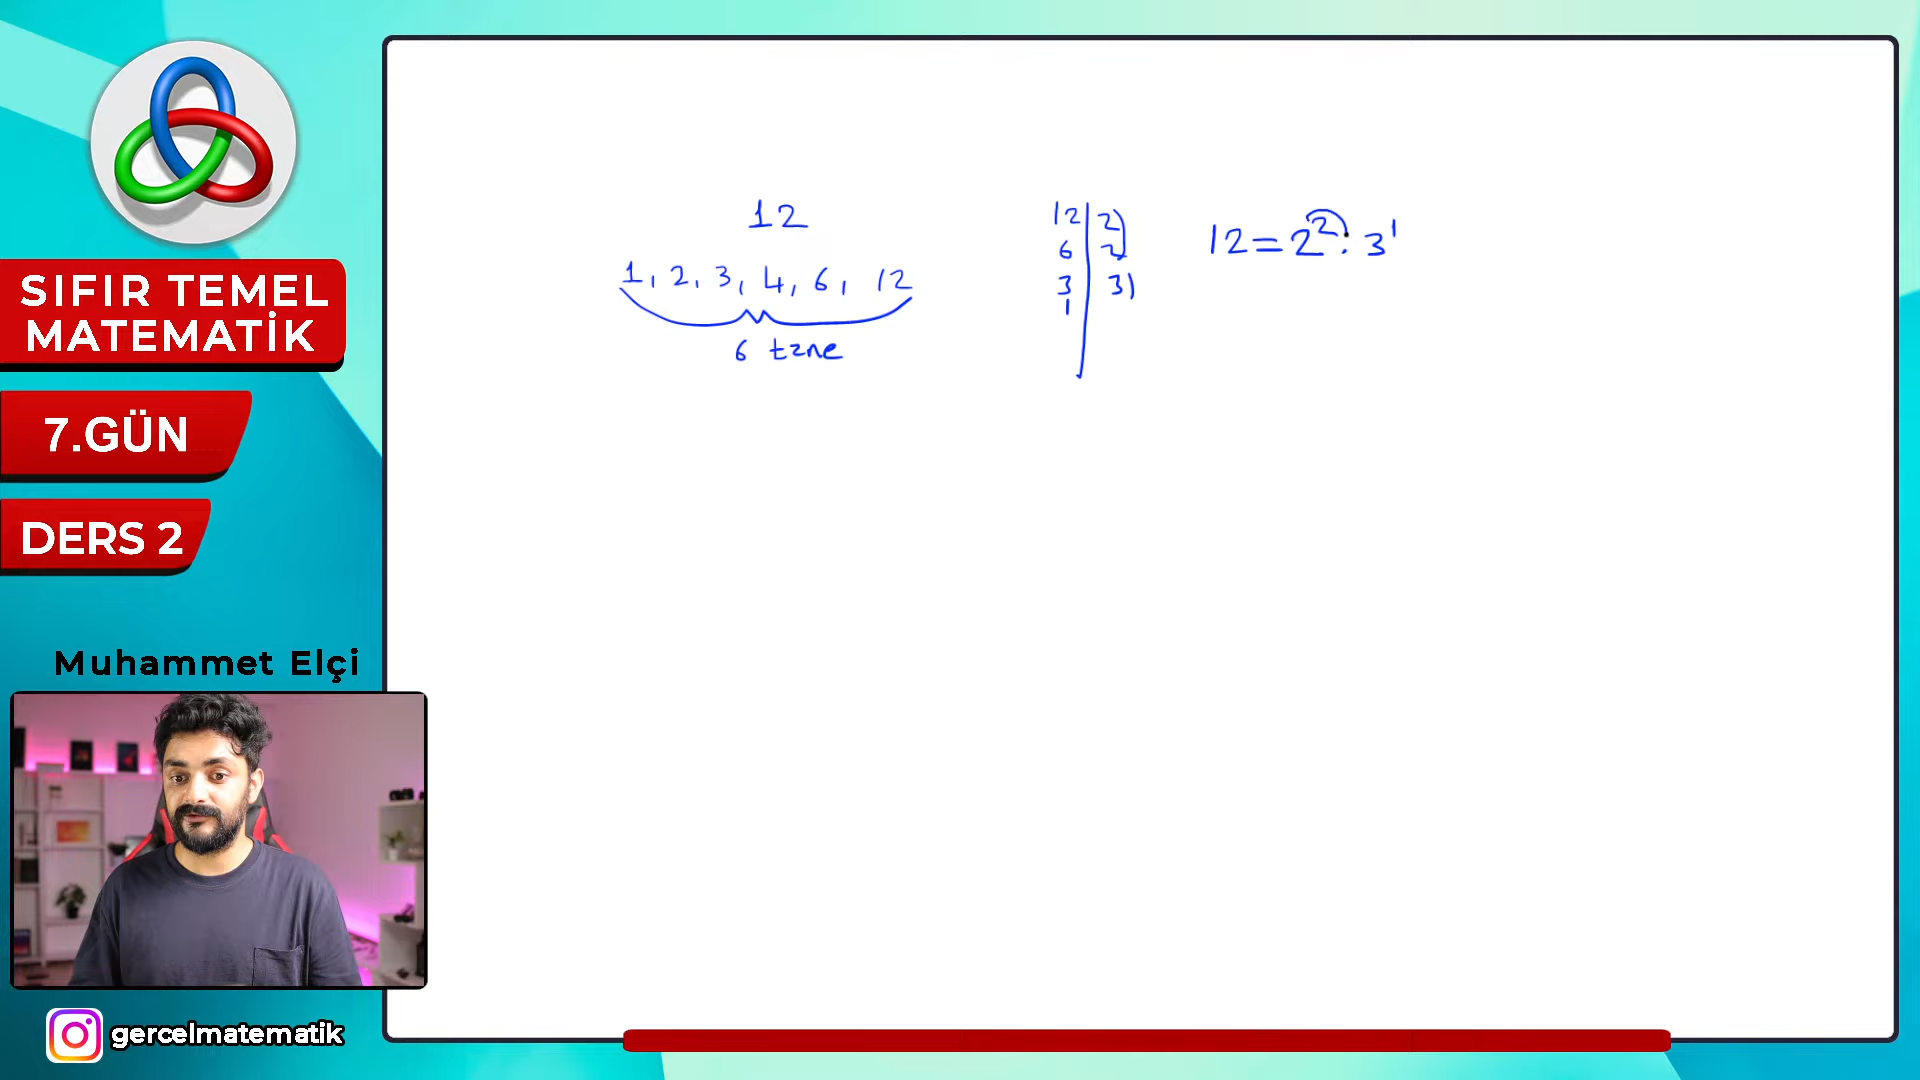 SIFIR TEMEL
MATEMATİK
7.GÜN
DERS 2
Muhammet Elçi
gercelmatematik
12
1, 2, 3, 4, 6, 12
6 tane
12 | 2
6 | 2
3 | 3
1
12 = 2² · 3¹